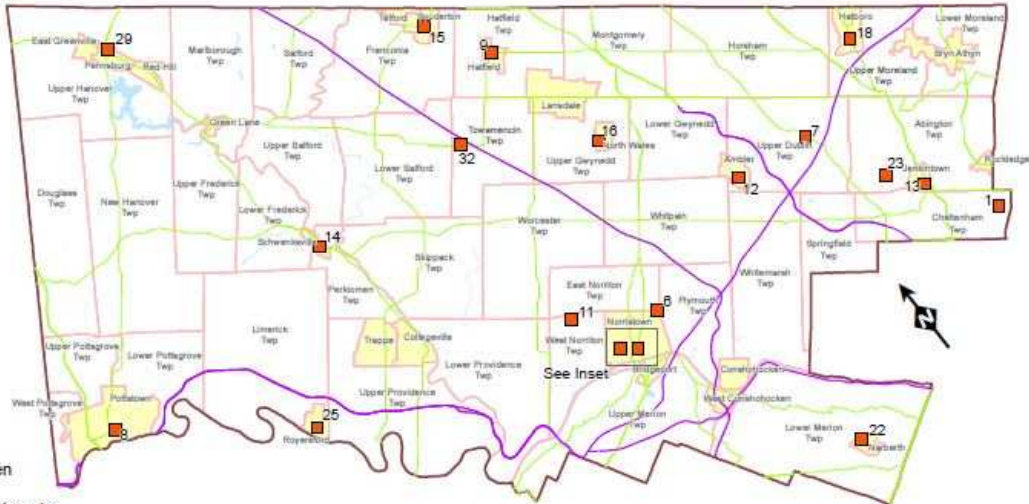 Telford
Souderton
15
Hatfield
Twp
9
Hatfield
Montgomery
Twp
Horsham
Twp
Hatboro
18
Lower Moreland
Twp
Bryn Athyn
Upper Moreland
Twp
East Greenville
29
Pennsburg
Red Hill
Marlborough
Twp
Salford
Twp
Franconia
Twp
Upper Hanover
Twp
Green Lane
Lansdale
Towamencin
Twp
32
16
North Wales
Upper Gwynedd
Twp
Lower Gwynedd
Twp
7
Upper Dublin
Twp
Ambler
12
Abington
Twp
Rockledge
23
Jenkintown
13
1
Cheltenham
Twp
Upper Salford
Twp
Lower Salford
Twp
Douglass
Twp
New Hanover
Twp
Upper Frederick
Twp
Lower Frederick
Twp
Schwenksville
14
Skippack
Twp
Worcester
Twp
Whitpain
Twp
Springfield
Twp
Whitemarsh
Twp
Perkiomen
Twp
East Norriton
Twp
6
Plymouth
Twp
11
Norristown
West Norriton
Twp
See Inset
Bridgeport
Limerick
Twp
Trappe
Collegeville
Lower Providence
Twp
Upper Pottsgrove
Twp
Lower Pottsgrove
Twp
West Pottsgrove
Twp
Pottstown
8
Upper Providence
Twp
25
Royersford
Conshohocken
West Conshohocken
Upper Merion
Twp
Lower Merion
Twp
22
Narberth
N
en